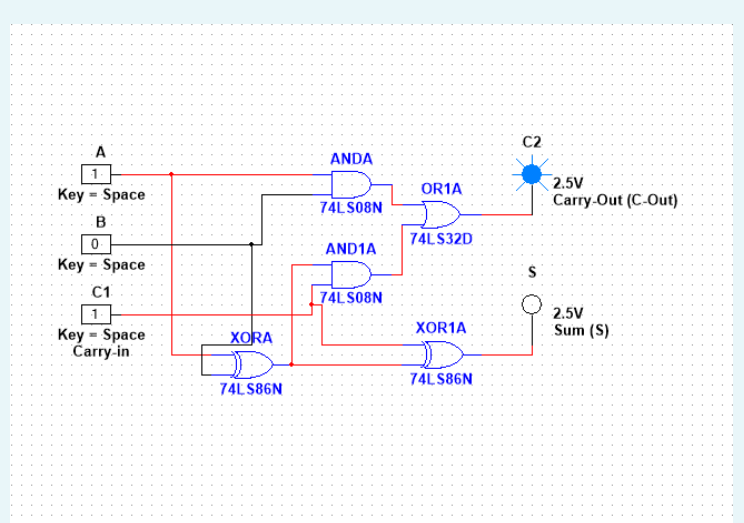 A
1
Key = Space
B
0
Key = Space
C1
1
Key = Space
Carry-in
ANDA
74LS08N
AND1A
74LS08N
XORA
74LS86N
OR1A
74LS32D
XOR1A
74LS86N
C2
2.5V
Carry-Out (C-Out)
S
2.5V
Sum (S)